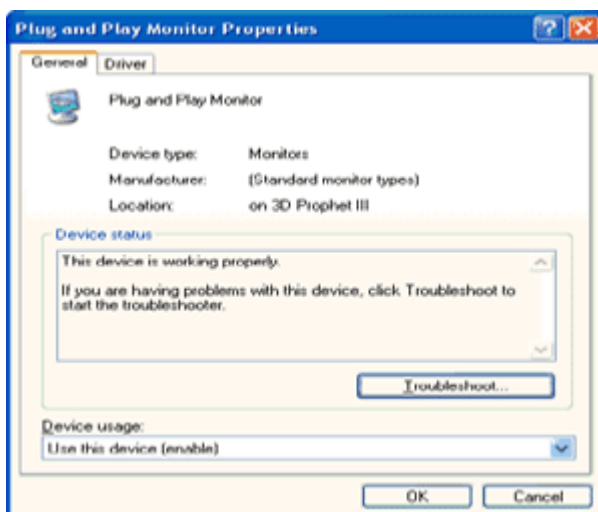 Plug and Play Monitor Properties
General Driver
Plug and Play Monitor
Device type: Monitors
Manufacturer: (Standard monitor types)
Location: on 3D Prophet III
Device status
This device is working properly.
If you are having problems with this device, click Troubleshoot to
start the troubleshooter.
Troubleshoot...
Device usage:
Use this device (enable)
OK Cancel